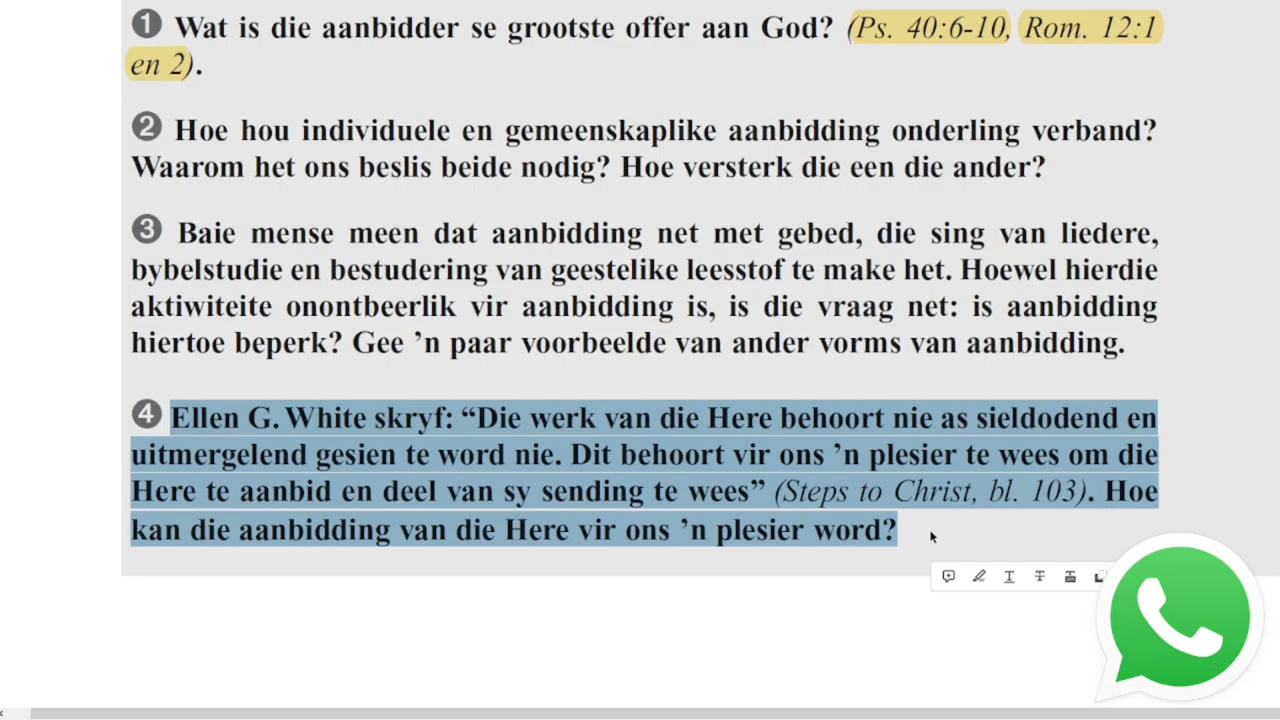 1 Wat is die aanbidder se grootste offer aan God? (Ps. 40:6-10, Rom. 12:1
en 2).
2 Hoe hou individuele en gemeenskaplike aanbidding onderling verband?
Waarom het ons beslis beide nodig? Hoe versterk die een die ander?
3 Baie mense meen dat aanbidding net met gebed, die sing van liedere,
bybelstudie en bestudering van geestelike leesstof te make het. Hoewel hierdie
aktiwiteite onontbeerlik vir aanbidding is, is die vraag net: is aanbidding
hiertoe beperk? Gee ’n paar voorbeelde van ander vorms van aanbidding.
4 Ellen G. White skryf: “Die werk van die Here behoort nie as sieldodend en
uitmergelend gesien te word nie. Dit behoort vir ons ’n plesier te wees om die
Here te aanbid en deel van sy sending te wees” (Steps to Christ, bl. 103). Hoe
kan die aanbidding van die Here vir ons ’n plesier word?